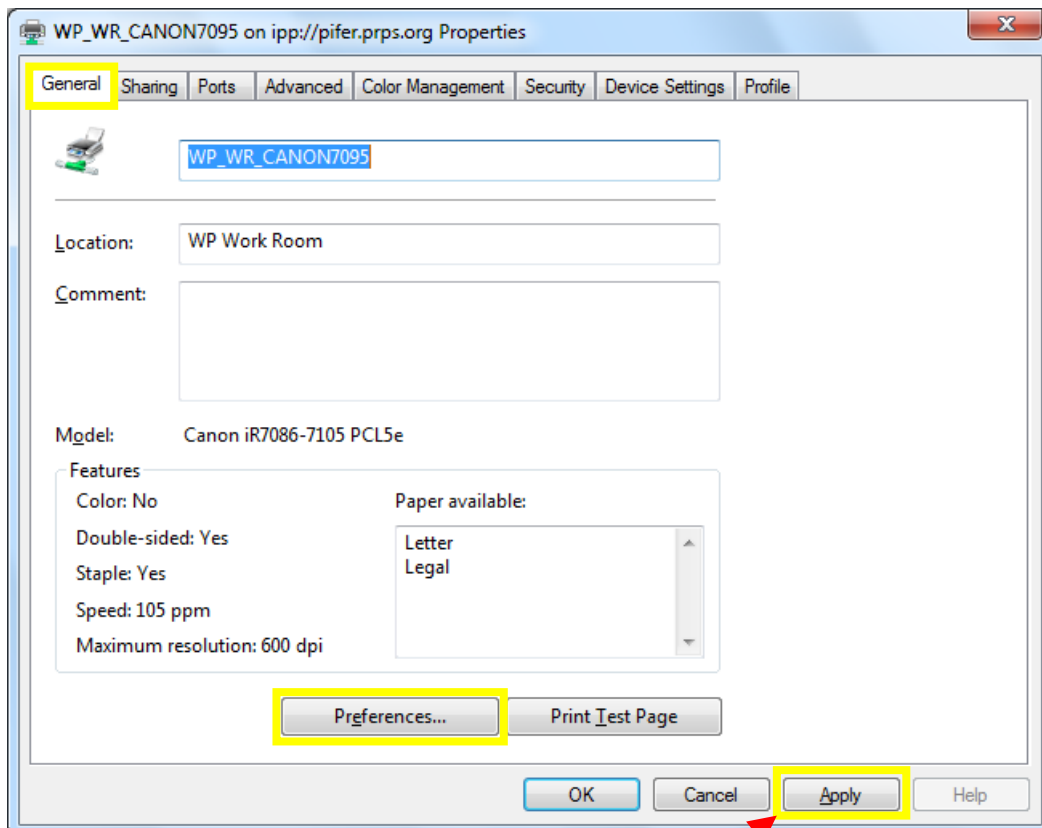 WP_WR_CANON7095 on ipp://pifer.prps.org Properties
General Sharing Ports Advanced Color Management Security Device Settings Profile
WP_WR_CANON7095
Location: WP Work Room
Comment:
Model: Canon iR7086-7105 PCL5e
Features
Color: No Paper available:
Double-sided: Yes Letter
Staple: Yes Legal
Speed: 105 ppm
Maximum resolution: 600 dpi
Preferences... Print Test Page
OK Cancel Apply Help